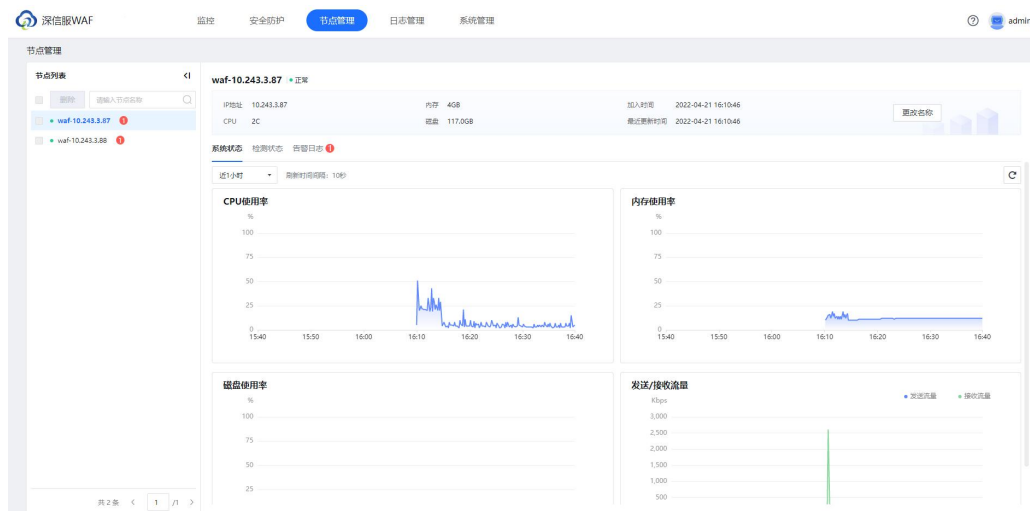 深信服WAF 监控 安全防护 节点管理 日志管理 系统管理 admin
节点管理
节点列表
删除 请输入节点名称
waf-10.243.3.87
waf-10.243.3.88
共 2 条 1 /1
waf-10.243.3.87 正常
IP地址 10.243.3.87 内存 4GB 加入时间 2022-04-21 16:10:46
CPU 2C 磁盘 117.0GB 最近更新时间 2022-04-21 16:10:46
更改名称
系统状态 检测状态 告警日志
近1小时 刷新时间间隔：10秒
CPU使用率
%
100
75
50
25
0
15:40 15:50 16:00 16:10 16:20 16:30 16:40
内存使用率
%
100
75
50
25
0
15:40 15:50 16:00 16:10 16:20 16:30 16:40
磁盘使用率
%
100
75
50
25
发送/接收流量
Kbps 发送流量 接收流量
3,000
2,500
2,000
1,500
1,000
500